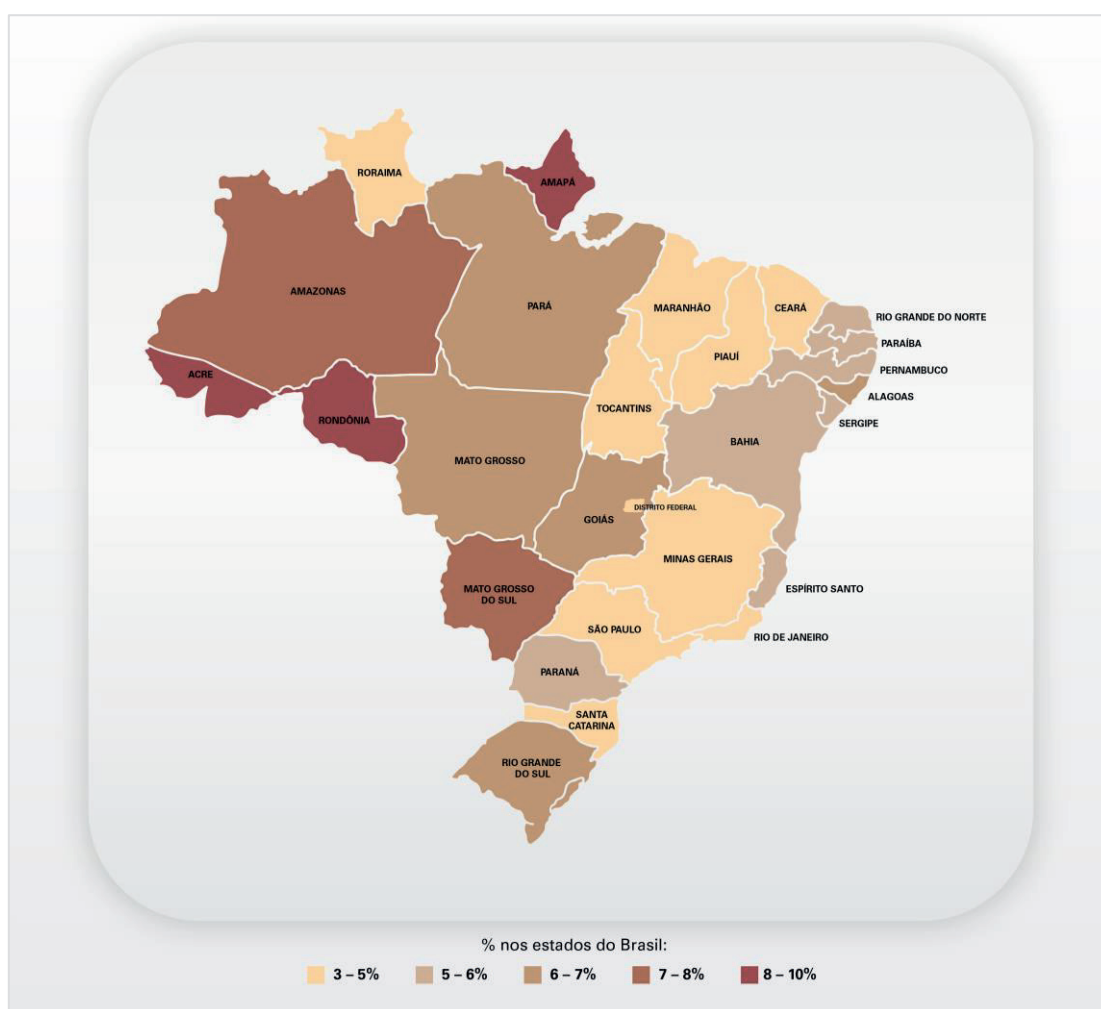 RORAIMA
AMAPÁ
AMAZONAS
PARÁ
MARANHÃO
CEARÁ
RIO GRANDE DO NORTE
PARAÍBA
PIAUÍ
PERNAMBUCO
ACRE
ALAGOAS
TOCANTINS
RONDÔNIA
SERGIPE
BAHIA
MATO GROSSO
DISTRITO FEDERAL
GOIÁS
MINAS GERAIS
MATO GROSSO
DO SUL
ESPÍRITO SANTO
SÃO PAULO
RIO DE JANEIRO
PARANÁ
SANTA
CATARINA
RIO GRANDE
DO SUL
% nos estados do Brasil:
3 – 5% 5 – 6% 6 – 7% 7 – 8% 8 – 10%